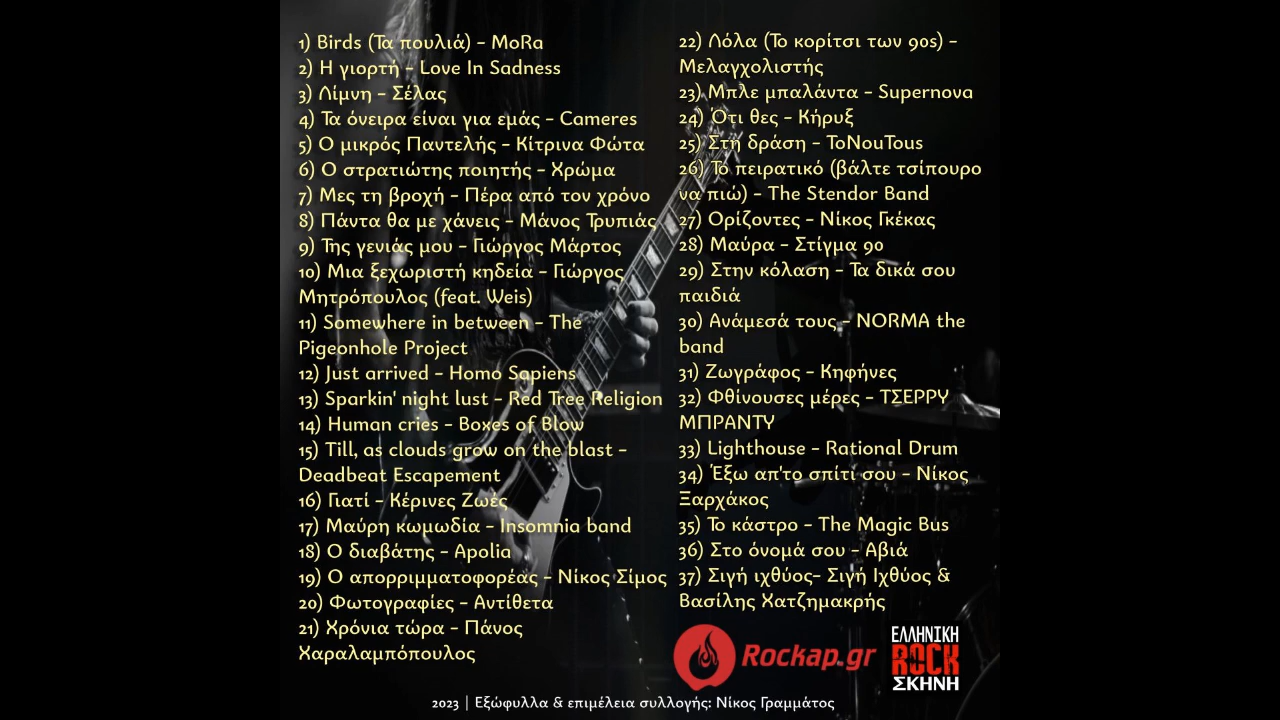 1) Birds (Τα πουλιά) – MoRa
2) Η γιορτή – Love In Sadness
3) Λίμνη – Σέλας
4) Τα όνειρα είναι για εμάς – Cameres
5) Ο μικρός Παντελής – Κίτρινα Φώτα
6) Ο στρατιώτης ποιητής – Χρώμα
7) Μες τη βροχή – Πέρα από τον χρόνο
8) Πάντα θα με χάνεις – Μάνος Τρυπιάς
9) Της γενιάς μου – Γιώργος Μάρτος
10) Μια ξεχωριστή κηδεία – Γιώργος
Μητρόπουλος (feat. Weis)
11) Somewhere in between – The
Pigeonhole Project
12) Just arrived – Homo Sapiens
13) Sparkin' night lust – Red Tree Religion
14) Human cries – Boxes of Blow
15) Till, as clouds grow on the blast –
Deadbeat Escapement
16) Γιατί – Κέρινες Ζωές
17) Μαύρη κωμωδία – Insomnia band
18) Ο διαβάτης – Apolia
19) Ο απορριμματοφορέας – Νίκος Σίμος
20) Φωτογραφίες – Αντίθετα
21) Χρόνια τώρα – Πάνος
Χαραλαμπόπουλος
22) Λόλα (Το κορίτσι των 90s) –
Μελαγχολιστής
23) Μπλε μπαλάντα – Supernova
24) Ότι θες – Κήρυξ
25) Στη δράση – ToNouTous
26) Το πειρατικό (βάλτε τσίπουρο
να πιώ) – The Stendor Band
27) Ορίζοντες – Νίκος Γκέκας
28) Μαύρα – Στίγμα 90
29) Στην κόλαση – Τα δικά σου
παιδιά
30) Ανάμεσά τους – NORMA the
band
31) Ζωγράφος – Κηφήνες
32) Φθίνουσες μέρες – ΤΣΕΡΡΥ
ΜΠΡΑΝΤΥ
33) Lighthouse – Rational Drum
34) Έξω απ'το σπίτι σου – Νίκος
Ξαρχάκος
35) Το κάστρο – The Magic Bus
36) Στο όνομά σου – Αβιά
37) Σιγή ιχθύος– Σιγή Ιχθύος &
Βασίλης Χατζημακρής
Rockap.gr
ΕΛΛΗΝΙΚΗ
ROCK
ΣΚΗΝΗ
2023 | Εξώφυλλα & επιμέλεια συλλογής: Νίκος Γραμμάτος